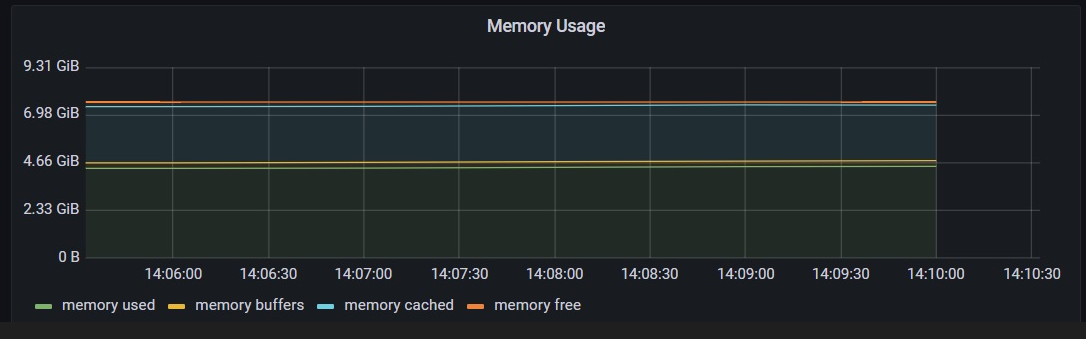 Memory Usage
9.31 GiB
6.98 GiB
4.66 GiB
2.33 GiB
0 B
14:06:00 14:06:30 14:07:00 14:07:30 14:08:00 14:08:30 14:09:00 14:09:30 14:10:00 14:10:30
memory used memory buffers memory cached memory free